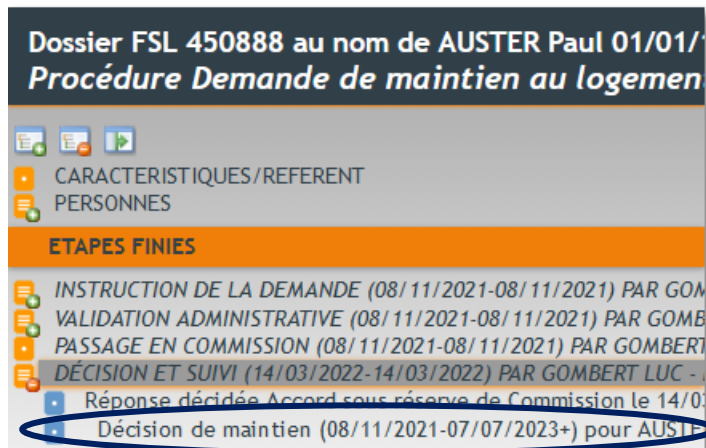 Dossier FSL 450888 au nom de AUSTER Paul 01/01/
Procédure Demande de maintien au logemen
CARACTERISTIQUES/REFERENT
PERSONNES
ETAPES FINIES
INSTRUCTION DE LA DEMANDE (08/11/2021-08/11/2021) PAR GOM
VALIDATION ADMINISTRATIVE (08/11/2021-08/11/2021) PAR GOMB
PASSAGE EN COMMISSION (08/11/2021-08/11/2021) PAR GOMBERT
DÉCISION ET SUIVI (14/03/2022-14/03/2022) PAR GOMBERT LUC -
Réponse décidée Accord sous réserve de Commission le 14/0
Décision de maintien (08/11/2021-07/07/2023+) pour AUSTE